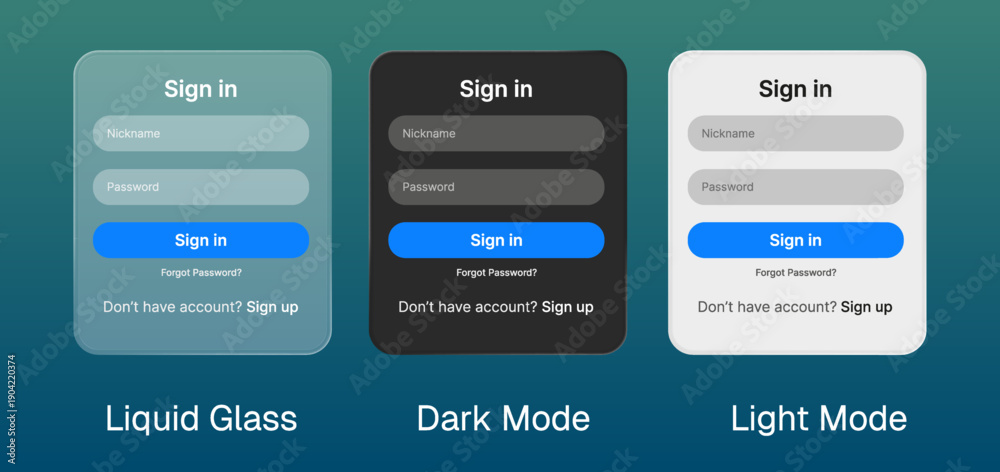 Sign in
Nickname
Password
Sign in
Forgot Password?
Don't have account? Sign up
Liquid Glass
Sign in
Nickname
Password
Sign in
Forgot Password?
Don't have account? Sign up
Dark Mode
Sign in
Nickname
Password
Sign in
Forgot Password?
Don't have account? Sign up
Light Mode
Adobe Stock | #1904220374
Adobe Stock